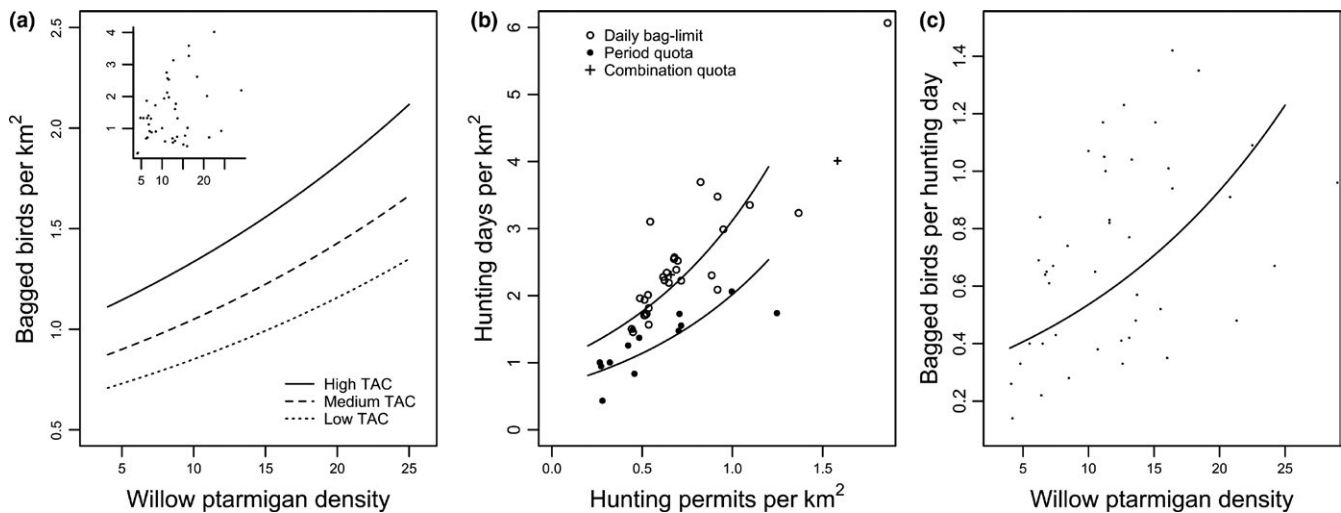 (a)
Bagged birds per km2
2.5
2.0
1.5
1.0
0.5
4
3
2
1
5 10 20
High TAC
Medium TAC
Low TAC
5 10 15 20 25
Willow ptarmigan density
(b)
Hunting days per km2
6
5
4
3
2
1
0
Daily bag-limit
Period quota
Combination quota
0.0 0.5 1.0 1.5
Hunting permits per km2
(c)
Bagged birds per hunting day
1.4
1.2
1.0
0.8
0.6
0.4
0.2
5 10 15 20 25
Willow ptarmigan density